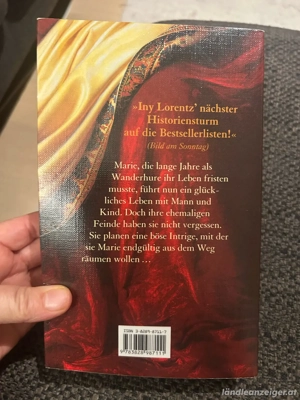 »Iny Lorentz’ nächster
Historiensturm
auf die Bestsellerlisten!«
(Bild am Sonntag)
Marie, die lange Jahre als
Wanderhure ihr Leben fristen
musste, führt nun ein glück-
liches Leben mit Mann und
Kind. Doch ihre ehemaligen
Feinde haben sie nicht vergessen.
Sie planen eine böse Intrige, mit der
sie Marie endgültig aus dem Weg
räumen wollen …
ländleanzeiger.at